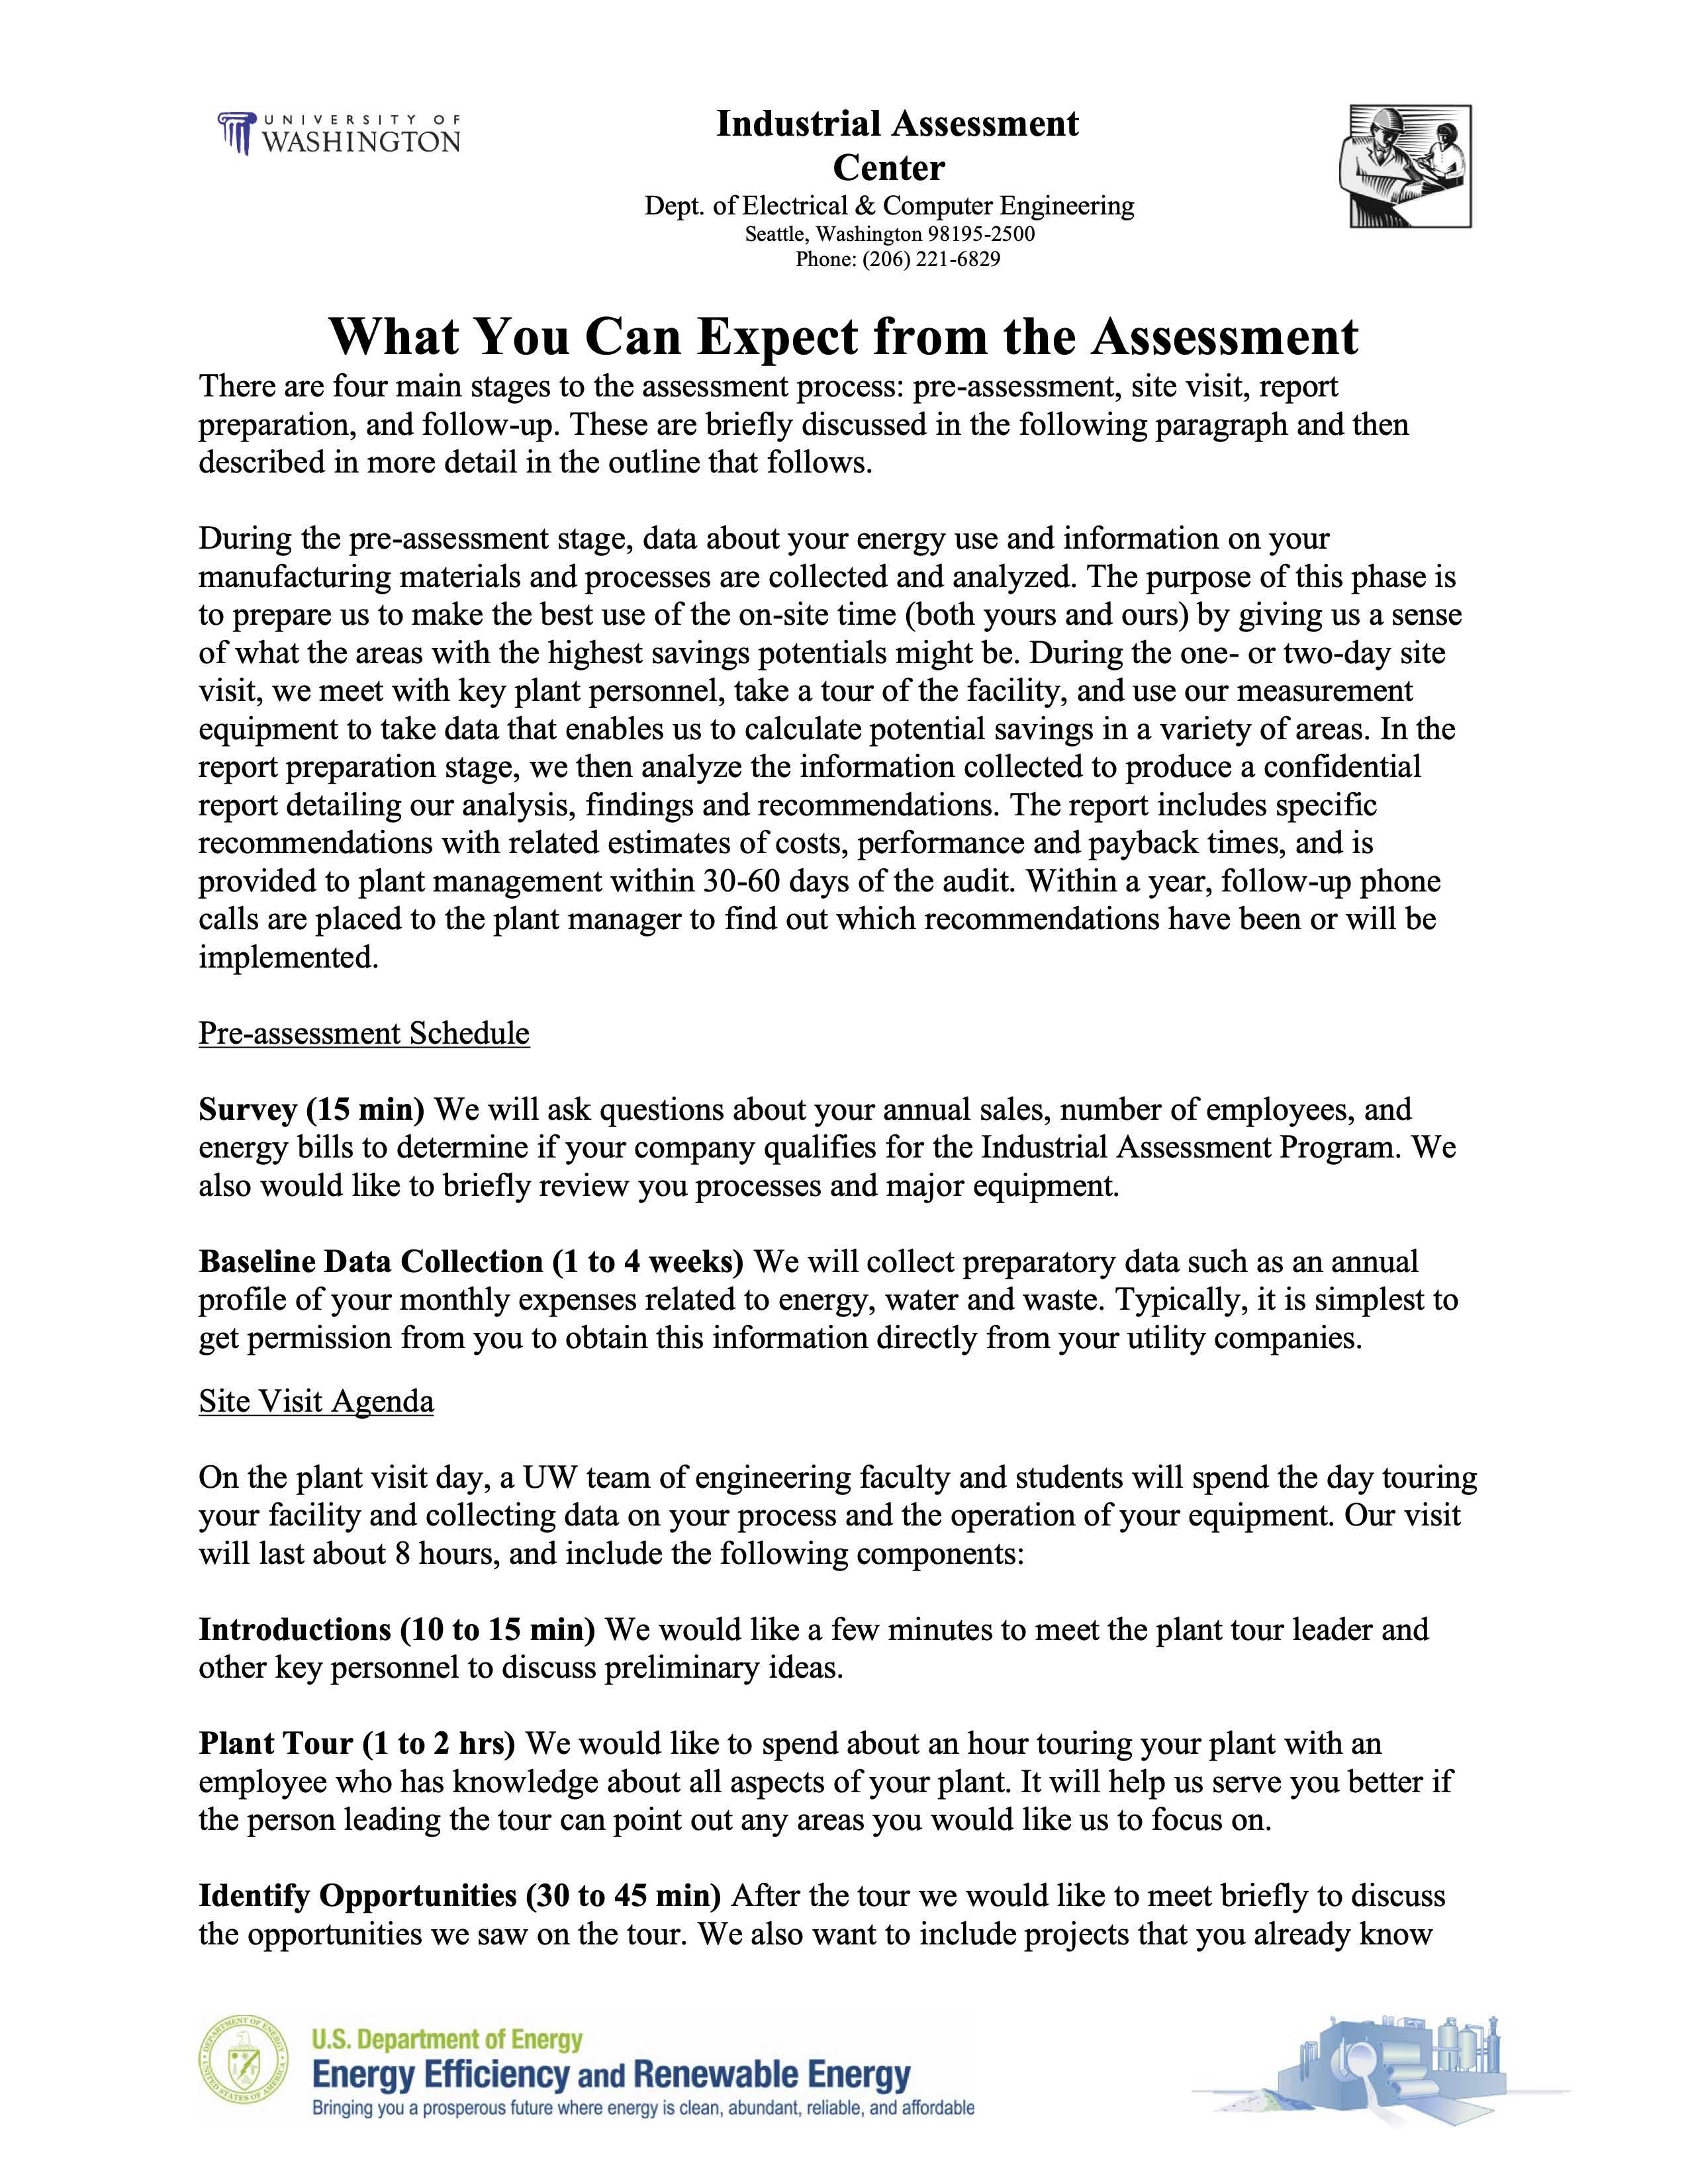 UNIVERSITY OF
WASHINGTON
Industrial Assessment
Center
Dept. of Electrical & Computer Engineering
Seattle, Washington 98195-2500
Phone: (206) 221-6829
What You Can Expect from the Assessment
There are four main stages to the assessment process: pre-assessment, site visit, report
preparation, and follow-up. These are briefly discussed in the following paragraph and then
described in more detail in the outline that follows.
During the pre-assessment stage, data about your energy use and information on your
manufacturing materials and processes are collected and analyzed. The purpose of this phase is
to prepare us to make the best use of the on-site time (both yours and ours) by giving us a sense
of what the areas with the highest savings potentials might be. During the one- or two-day site
visit, we meet with key plant personnel, take a tour of the facility, and use our measurement
equipment to take data that enables us to calculate potential savings in a variety of areas. In the
report preparation stage, we then analyze the information collected to produce a confidential
report detailing our analysis, findings and recommendations. The report includes specific
recommendations with related estimates of costs, performance and payback times, and is
provided to plant management within 30-60 days of the audit. Within a year, follow-up phone
calls are placed to the plant manager to find out which recommendations have been or will be
implemented.
Pre-assessment Schedule
Survey (15 min) We will ask questions about your annual sales, number of employees, and
energy bills to determine if your company qualifies for the Industrial Assessment Program. We
also would like to briefly review you processes and major equipment.
Baseline Data Collection (1 to 4 weeks) We will collect preparatory data such as an annual
profile of your monthly expenses related to energy, water and waste. Typically, it is simplest to
get permission from you to obtain this information directly from your utility companies.
Site Visit Agenda
On the plant visit day, a UW team of engineering faculty and students will spend the day touring
your facility and collecting data on your process and the operation of your equipment. Our visit
will last about 8 hours, and include the following components:
Introductions (10 to 15 min) We would like a few minutes to meet the plant tour leader and
other key personnel to discuss preliminary ideas.
Plant Tour (1 to 2 hrs) We would like to spend about an hour touring your plant with an
employee who has knowledge about all aspects of your plant. It will help us serve you better if
the person leading the tour can point out any areas you would like us to focus on.
Identify Opportunities (30 to 45 min) After the tour we would like to meet briefly to discuss
the opportunities we saw on the tour. We also want to include projects that you already know
DEPARTMENT OF ENERGY
UNITED STATES OF AMERICA
U.S. Department of Energy
Energy Efficiency and Renewable Energy
Bringing you a prosperous future where energy is clean, abundant, reliable, and affordable